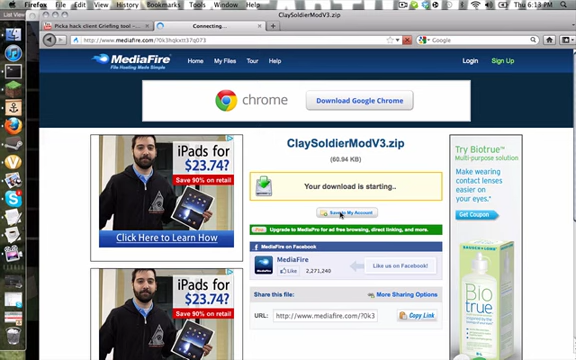 Firefox File Edit View History Bookmarks Tools Window Help
Thu 6:13 PM
List View
ClaySoldierModV3.zip
Picka hack client Griefing tool –
Connecting...
http://www.mediafire.com/?0k3hqkxtt37q073
Google
MediaFire
File Hosting Made Simple
Home
My Files
Tour
Help
Login
Sign Up
chrome
Download Google Chrome
ClaySoldierModV3.zip
(60.94 KB)
iPads for
$23.74?
Save 90% on retail
Click Here to Learn How
Your download is starting..
Save to My Account
Upgrade to MediaPro for ad free browsing, direct linking, and more.
MediaFire on Facebook
MediaFire
Like
2,271,240
Like us on Facebook!
Share this file:
More Sharing Options
URL:
http://www.mediafire.com/?0k3
Copy Link
iPads for
$23.74?
Save 90% on retail
Try Biotrue™
Multi-purpose solution
Make wearing
contact lenses
easier on
your eyes.
Get Coupon
Bio
true